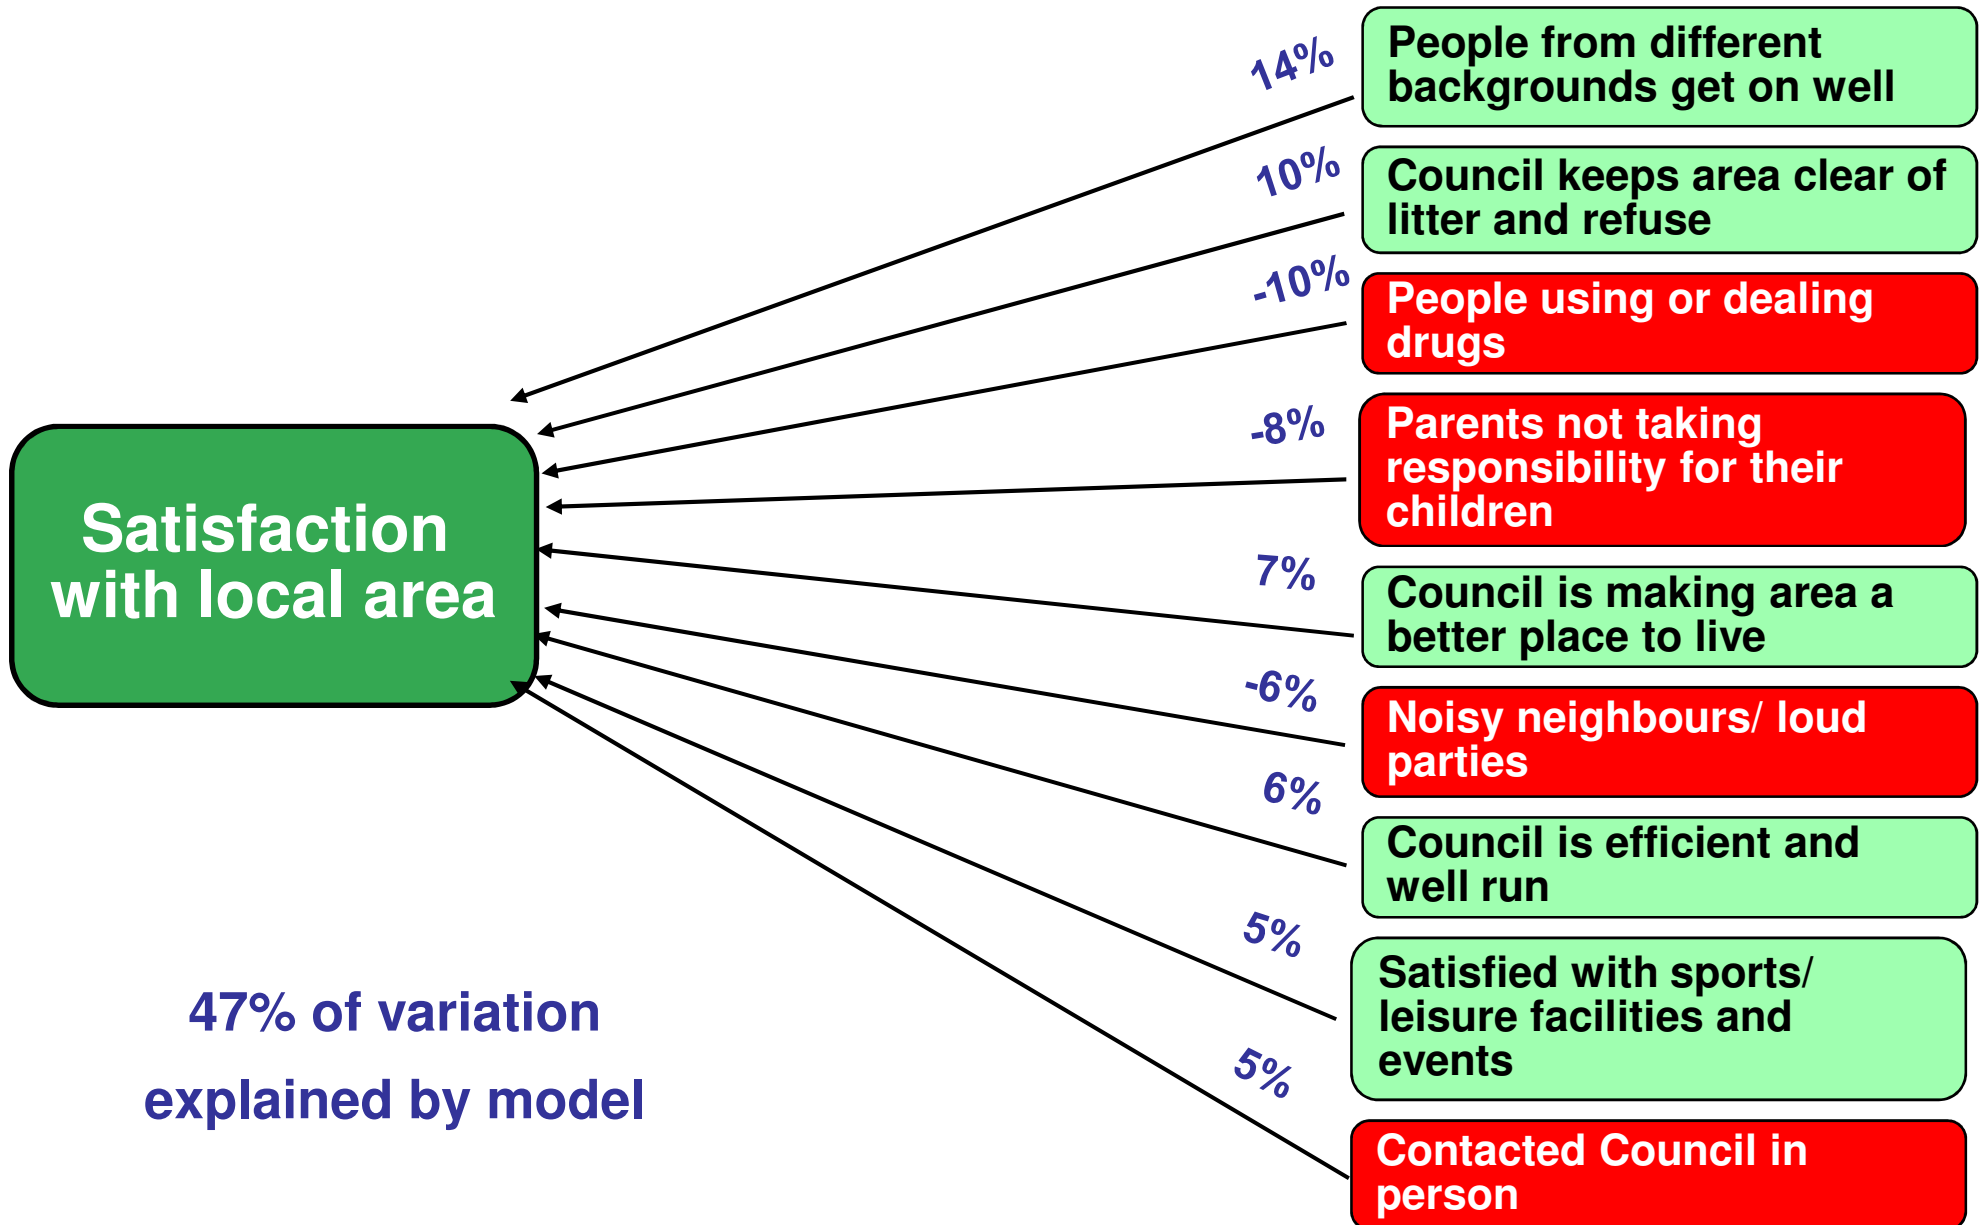 14%
People from different
backgrounds get on well
10%
Council keeps area clear of
litter and refuse
-10%
People using or dealing
drugs
-8%
Parents not taking
responsibility for their
children
Satisfaction
with local area
7%
Council is making area a
better place to live
-6%
Noisy neighbours/ loud
parties
6%
Council is efficient and
well run
5%
Satisfied with sports/
leisure facilities and
events
47% of variation
explained by model
5%
Contacted Council in
person